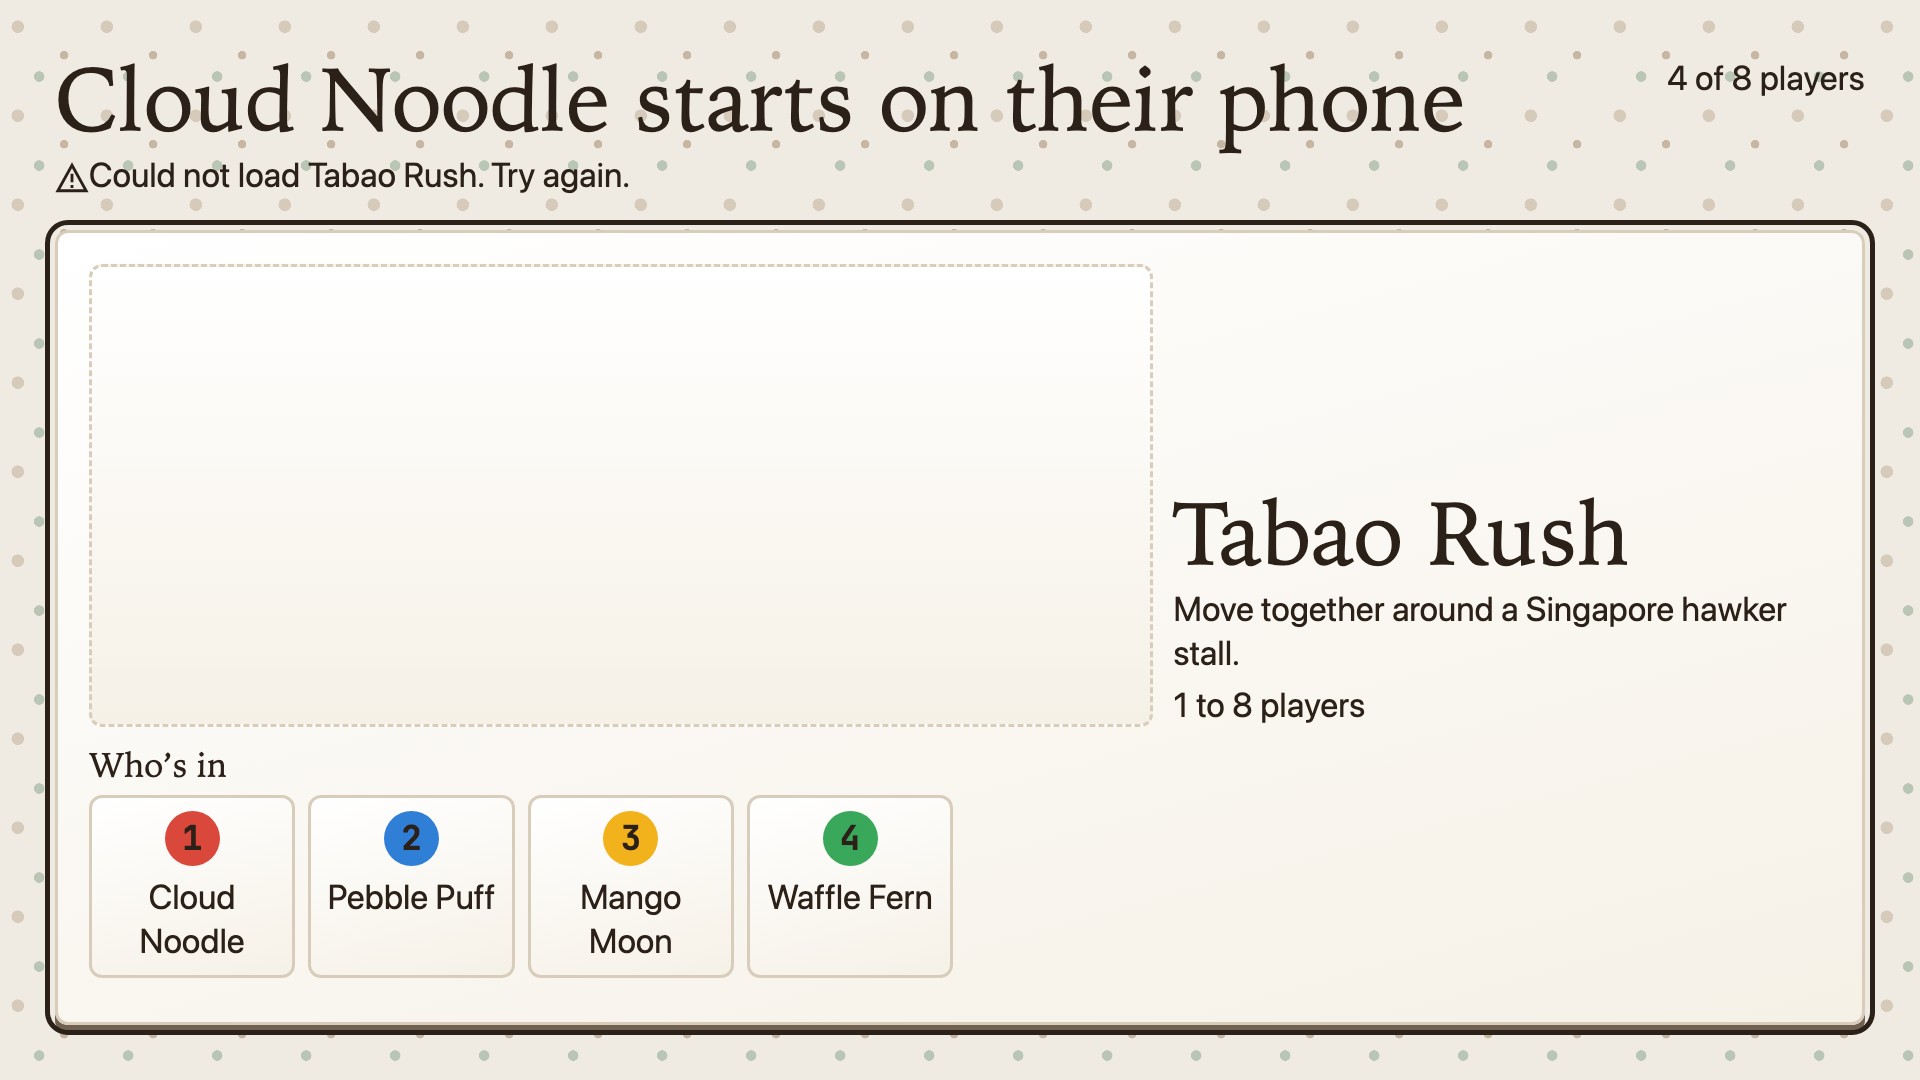 Cloud Noodle starts on their phone
4 of 8 players
Could not load Tabao Rush. Try again.
Tabao Rush
Move together around a Singapore hawker
stall.
1 to 8 players
Who’s in
1
Cloud
Noodle
2
Pebble Puff
3
Mango
Moon
4
Waffle Fern